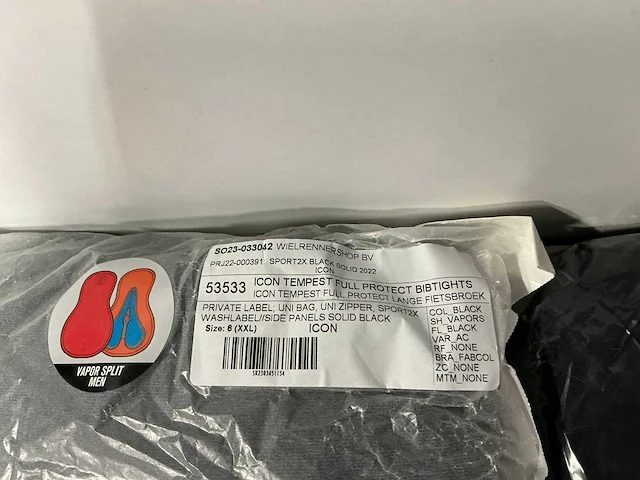 SO23-033042 WIELRENNERSHOP BV
PRJ22-000391: SPORT2X BLACK SOLID 2022
ICON
53533 ICON TEMPEST FULL PROTECT BIBTIGHTS
ICON TEMPEST FULL PROTECT LANGE FIETSBROEK
PRIVATE LABEL; UNI BAG, UNI ZIPPER, SPORT2X
WASHLABEL//SIDE PANELS SOLID BLACK
Size: 6 (XXL) ICON
COL_BLACK
SH_VAPORS
FL_BLACK
VAR_AC
RF_NONE
BRA_FABCOL
ZC_NONE
MTM_NONE
VAPOR SPLIT
MEN